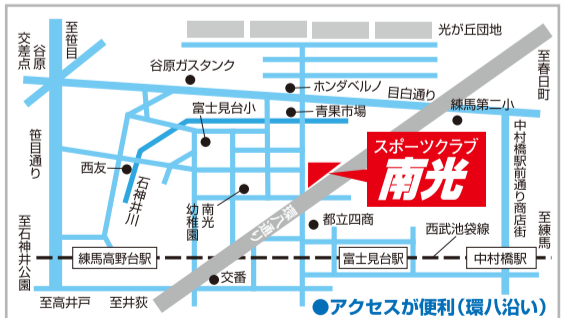 至笹目
谷原
交差点
光が丘団地
至春日町
谷原ガスタンク
ホンダベルノ
目白通り
練馬第二小
富士見台小
青果市場
笹目通り
スポーツクラブ
南光
中村橋駅前通り商店街
西友
石神井川
南光
幼稚園
環八通り
都立四商
西武池袋線
至石神井公園
至練馬
練馬高野台駅
富士見台駅
中村橋駅
交番
至高井戸
至井荻
●アクセスが便利（環八沿い）